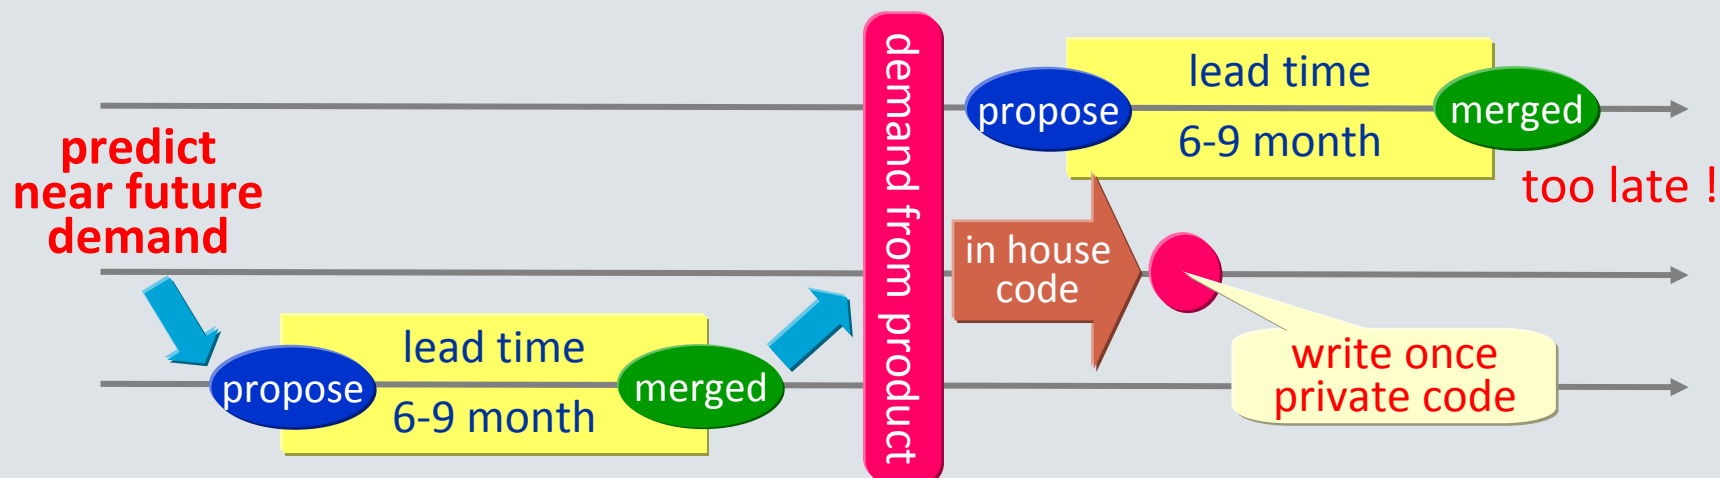 predict
near future
demand
propose
lead time
6-9 month
merged
demand from product
propose
lead time
6-9 month
merged
too late !
in house
code
write once
private code